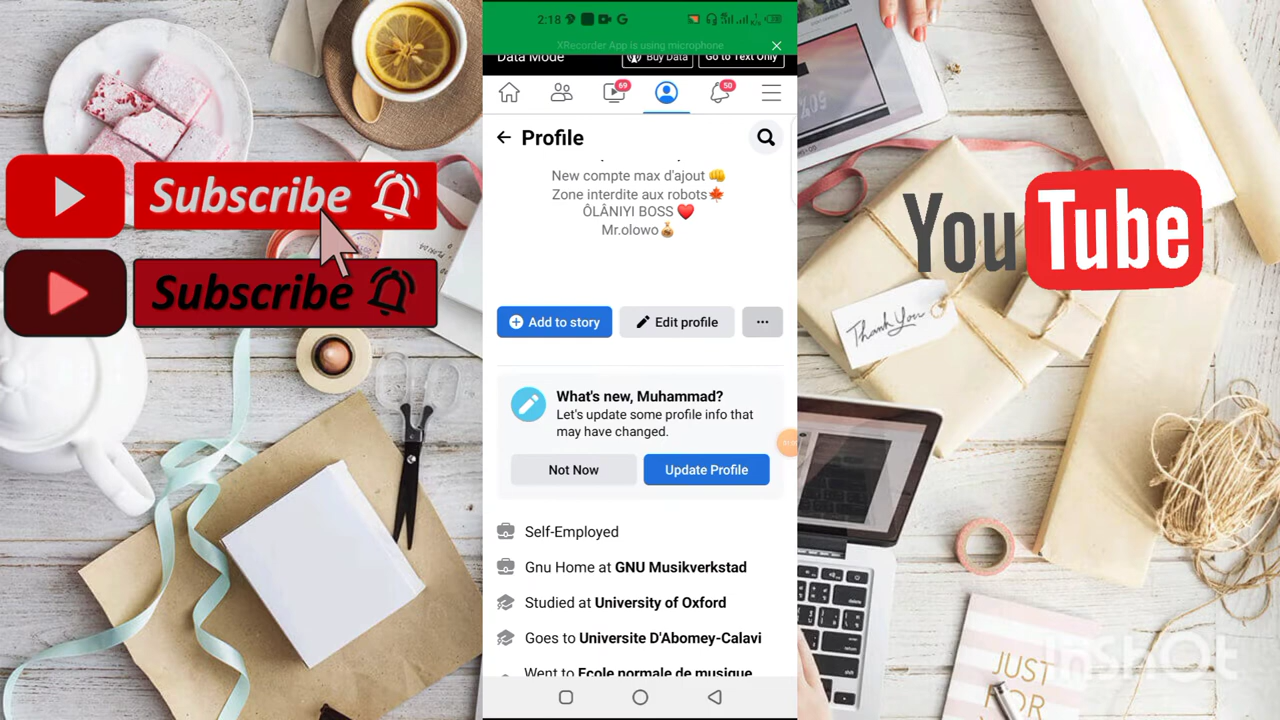 2:18
XRecorder App is using microphone
Data Mode
Buy Data
Go to Text Only
69
50
Profile
New compte max d'ajout 👊
Zone interdite aux robots🍁
ÔLÂNIYI BOSS ❤️
Mr.olowo💰
Add to story
Edit profile
What's new, Muhammad?
Let's update some profile info that
may have changed.
Not Now
Update Profile
Self-Employed
Gnu Home at GNU Musikverkstad
Studied at University of Oxford
Goes to Universite D'Abomey-Calavi
Went to Ecole normale de musique
Subscribe
Subscribe
YouTube
50%
Thank You
JUST
FOR
InShOt